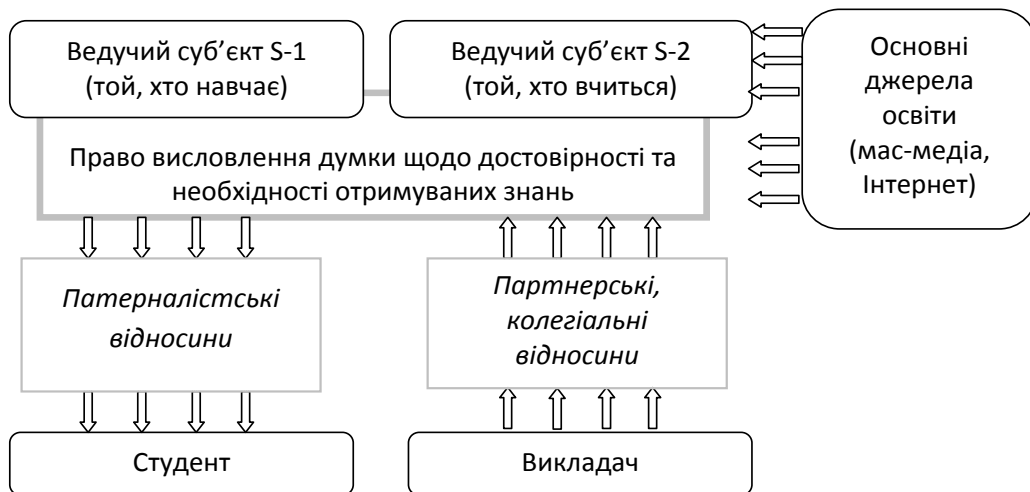 Ведучий суб’єкт S-1
(той, хто навчає)
Ведучий суб’єкт S-2
(той, хто вчиться)
Основні
джерела
освіти
(мас-медіа,
Інтернет)
Право висловлення думки щодо достовірності та
необхідності отримуваних знань
Патерналістські
відносини
Партнерські,
колегіальні
відносини
Студент
Викладач